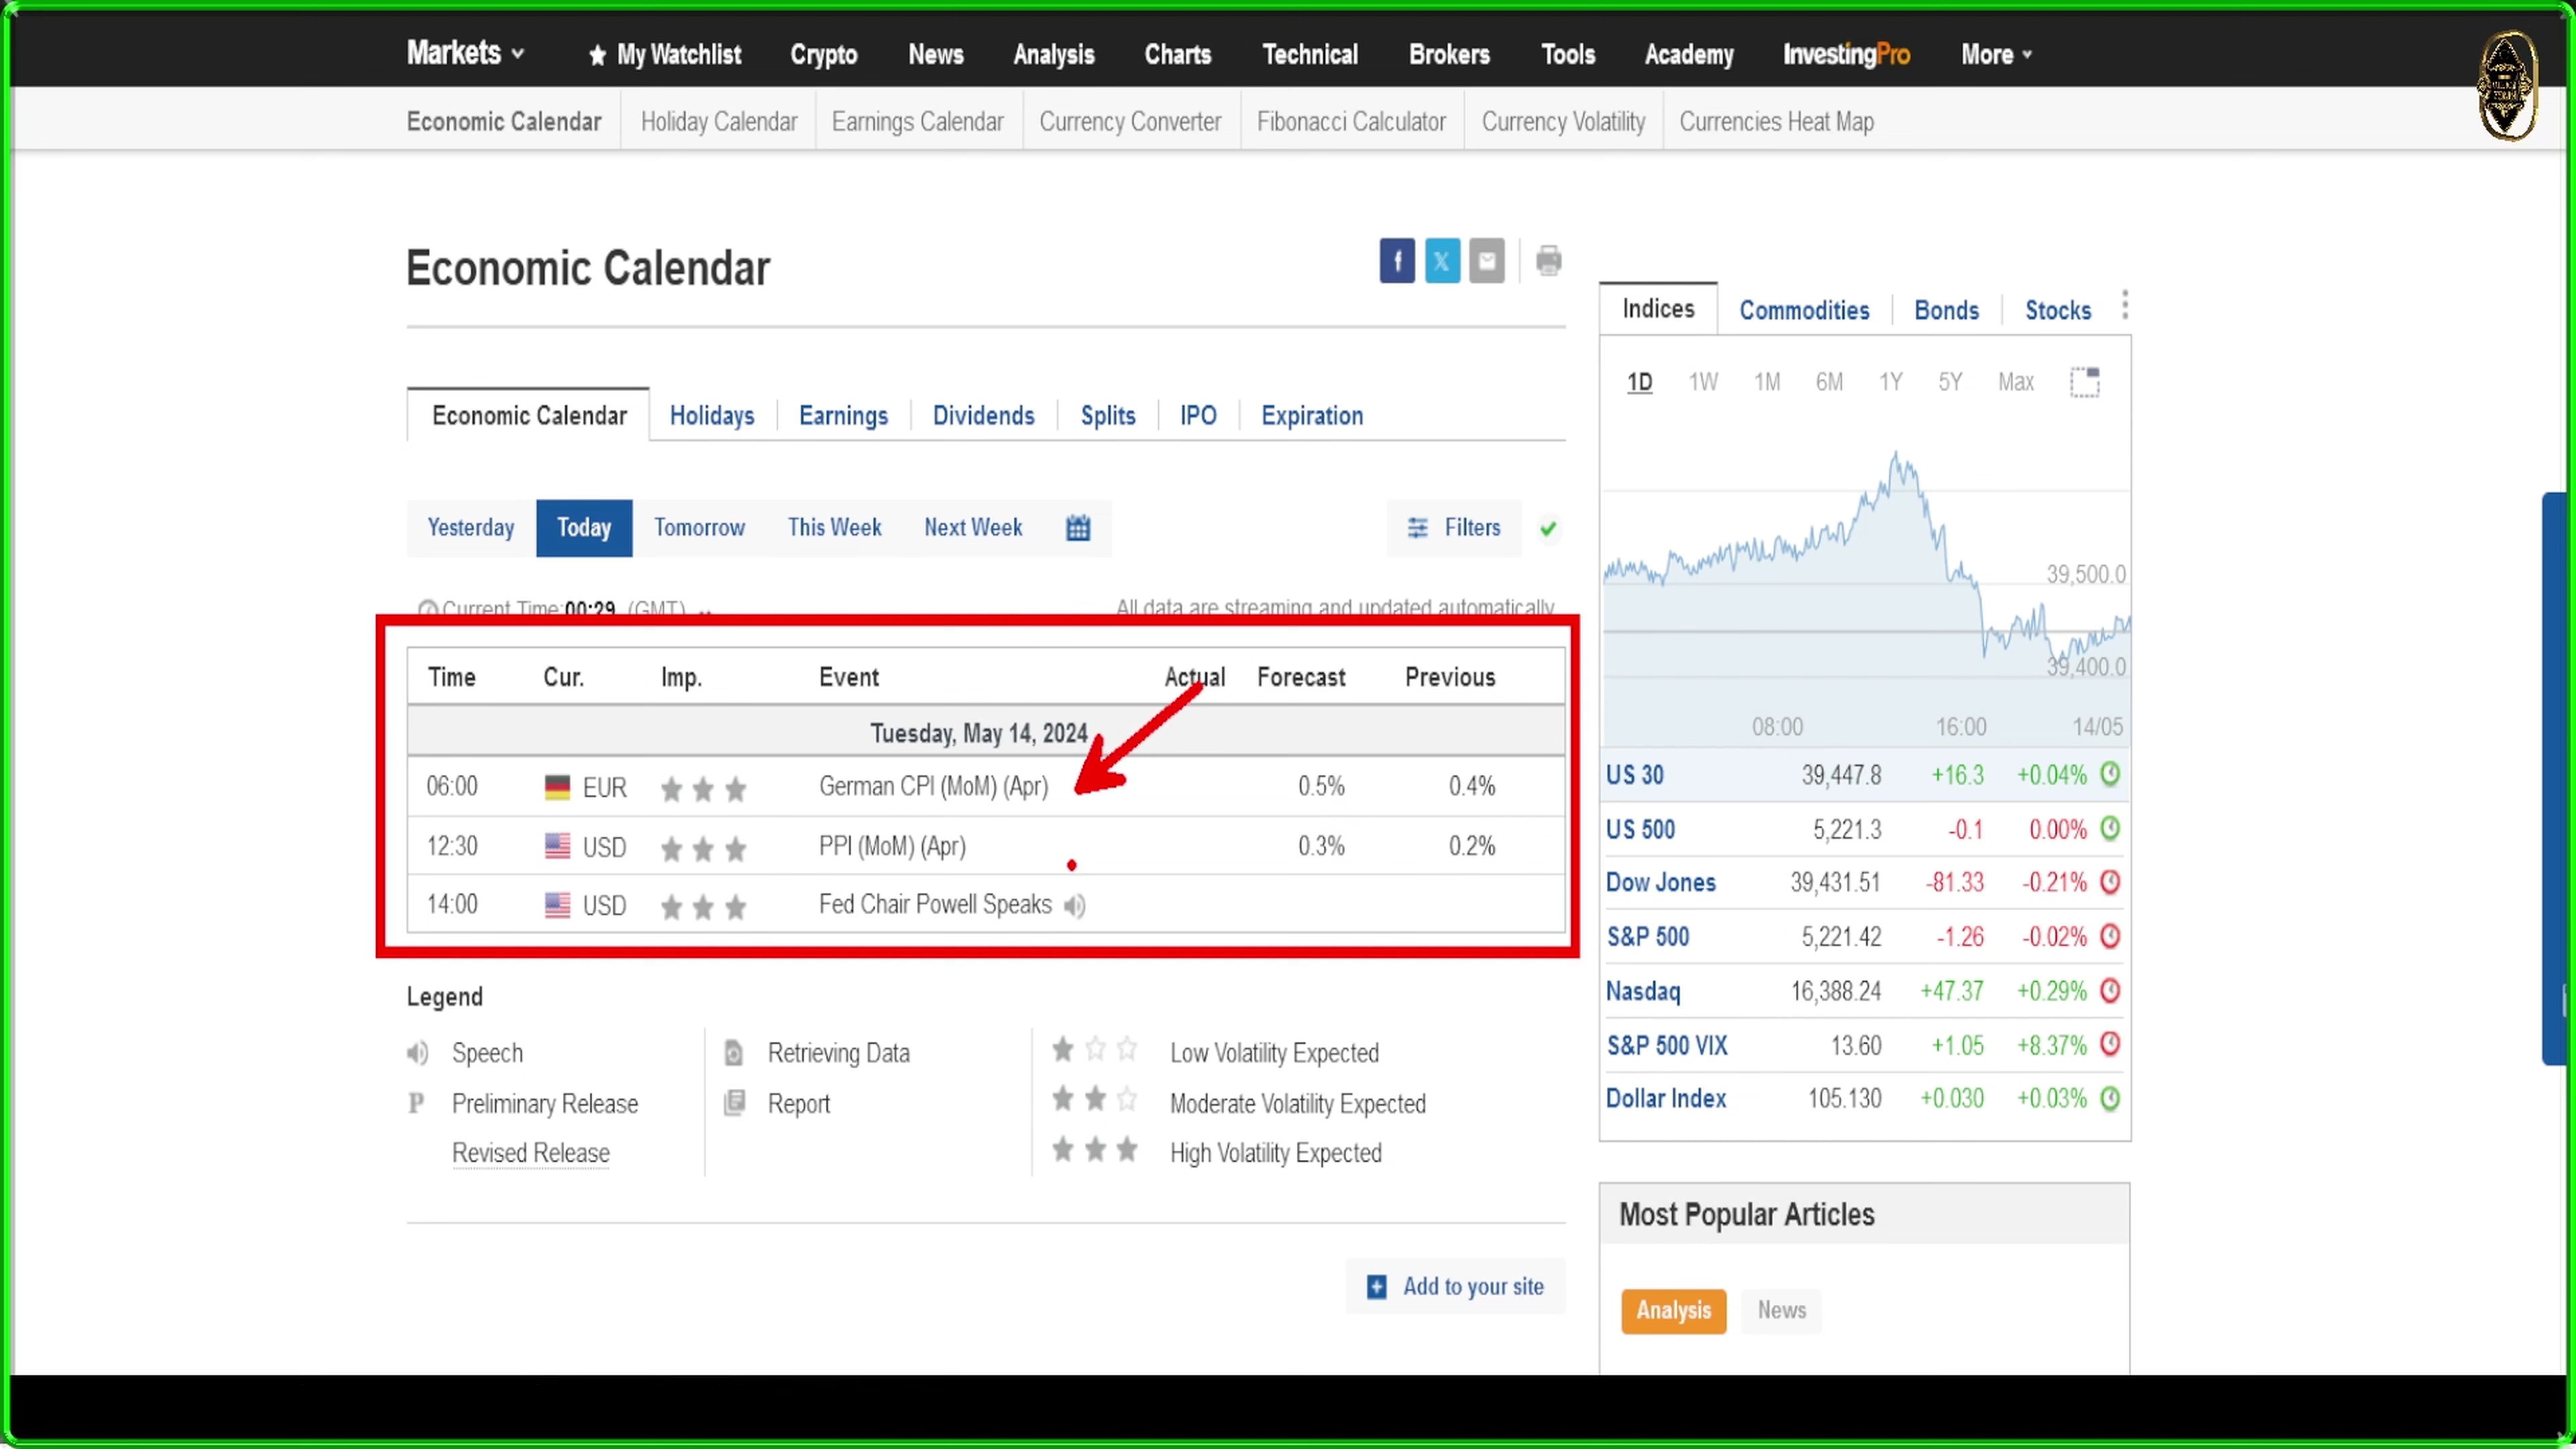 Markets My Watchlist Crypto News Analysis Charts Technical Brokers Tools Academy InvestingPro More
Economic Calendar Holiday Calendar Earnings Calendar Currency Converter Fibonacci Calculator Currency Volatility Currencies Heat Map
Economic Calendar
Economic Calendar Holidays Earnings Dividends Splits IPO Expiration
Yesterday Today Tomorrow This Week Next Week Filters
Current Time:00:29 (GMT) All data are streaming and updated automatically
Time Cur. Imp. Event Actual Forecast Previous
Tuesday, May 14, 2024
06:00 EUR German CPI (MoM) (Apr) 0.5% 0.4%
12:30 USD PPI (MoM) (Apr) 0.3% 0.2%
14:00 USD Fed Chair Powell Speaks
Legend
Speech Retrieving Data Low Volatility Expected
P Preliminary Release Report Moderate Volatility Expected
Revised Release High Volatility Expected
Add to your site
Indices Commodities Bonds Stocks
1D 1W 1M 6M 1Y 5Y Max
39,500.0
39,400.0
08:00 16:00 14/05
US 30 39,447.8 +16.3 +0.04%
US 500 5,221.3 -0.1 0.00%
Dow Jones 39,431.51 -81.33 -0.21%
S&P 500 5,221.42 -1.26 -0.02%
Nasdaq 16,388.24 +47.37 +0.29%
S&P 500 VIX 13.60 +1.05 +8.37%
Dollar Index 105.130 +0.030 +0.03%
Most Popular Articles
Analysis News